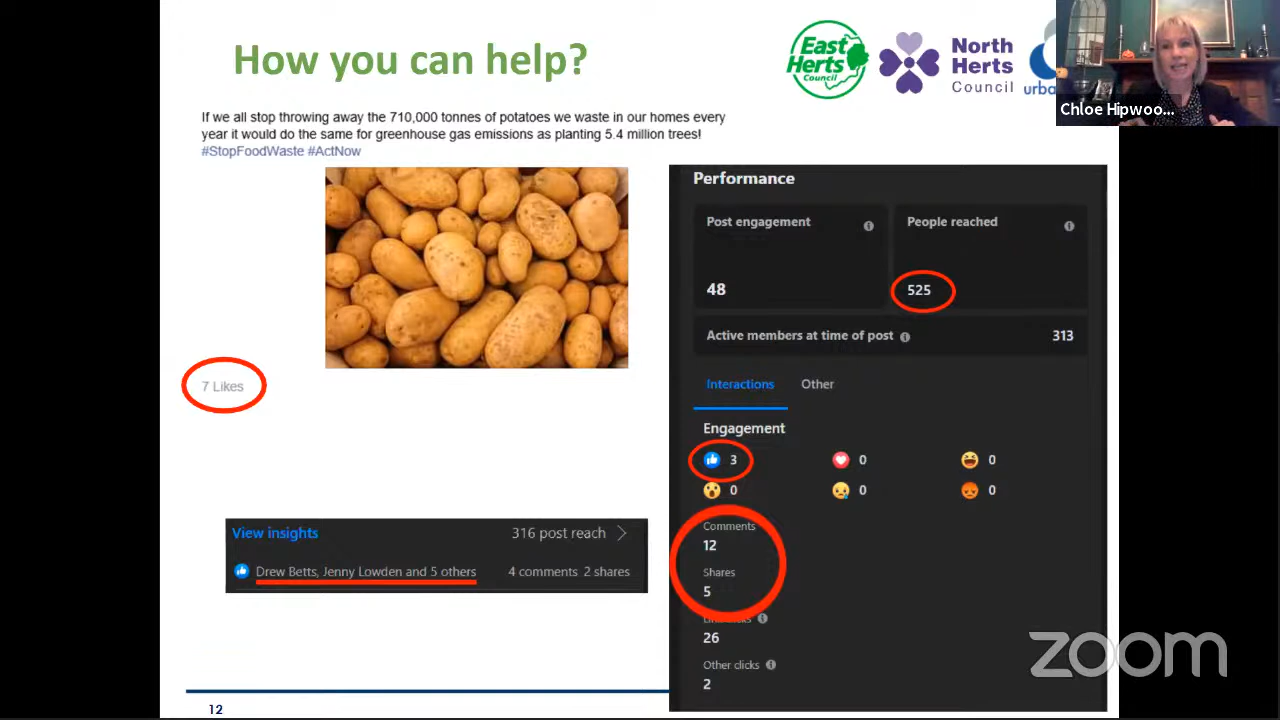 How you can help?
East
Herts
Council
North
Herts
Council
urba
Chloe Hipwoo...
If we all stop throwing away the 710,000 tonnes of potatoes we waste in our homes every
year it would do the same for greenhouse gas emissions as planting 5.4 million trees!
#StopFoodWaste #ActNow
7 Likes
View insights 316 post reach
Drew Betts, Jenny Lowden and 5 others 4 comments 2 shares
Performance
Post engagement People reached
48 525
Active members at time of post 313
Interactions Other
Engagement
3 0 0
0 0 0
Comments
12
Shares
5
clicks
26
Other clicks
2
zoom
12